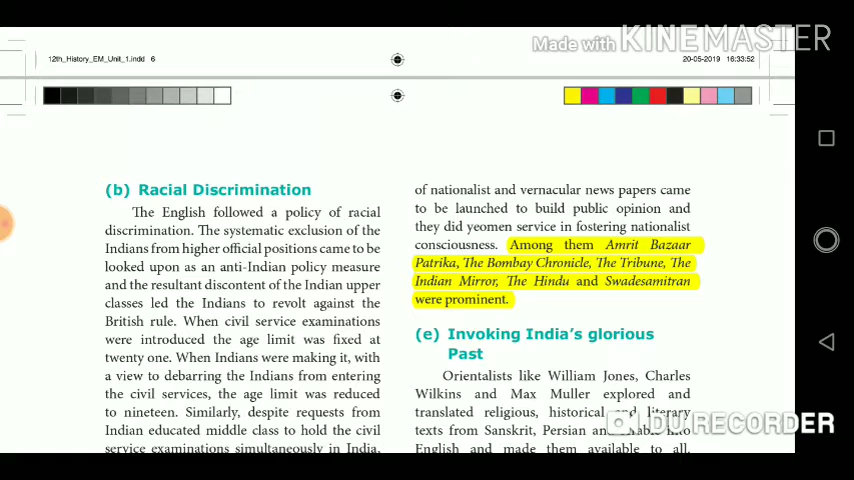 Made with KINEMASTER
12th_History_EM_Unit_1.indd 6
20-05-2019 16:33:52
(b) Racial Discrimination
The English followed a policy of racial
discrimination. The systematic exclusion of the
Indians from higher official positions came to be
looked upon as an anti-Indian policy measure
and the resultant discontent of the Indian upper
classes led the Indians to revolt against the
British rule. When civil service examinations
were introduced the age limit was fixed at
twenty one. When Indians were making it, with
a view to debarring the Indians from entering
the civil services, the age limit was reduced
to nineteen. Similarly, despite requests from
Indian educated middle class to hold the civil
service examinations simultaneously in India,
of nationalist and vernacular news papers came
to be launched to build public opinion and
they did yeomen service in fostering nationalist
consciousness. Among them Amrit Bazaar
Patrika, The Bombay Chronicle, The Tribune, The
Indian Mirror, The Hindu and Swadesamitran
were prominent.
(e) Invoking India's glorious
Past
Orientalists like William Jones, Charles
Wilkins and Max Muller explored and
translated religious, historical and literary
texts from Sanskrit, Persian and Arabic into
English and made them available to all.
DU RECORDER